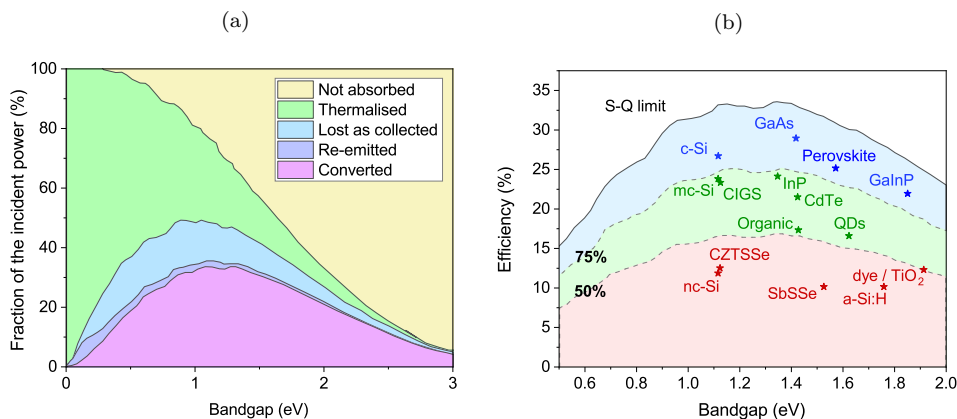 (a)
Fraction of the incident power (%)
100
80
60
40
20
0
Not absorbed
Thermalised
Lost as collected
Re-emitted
Converted
0
1
2
3
Bandgap (eV)
(b)
Efficiency (%)
35
30
25
20
15
10
5
0
S-Q limit
GaAs
c-Si
Perovskite
GaInP
mc-Si
CIGS
InP
CdTe
Organic
QDs
75%
CZTSSe
50%
nc-Si
SbSSe
dye / TiO2
a-Si:H
0.6
0.8
1.0
1.2
1.4
1.6
1.8
2.0
Bandgap (eV)